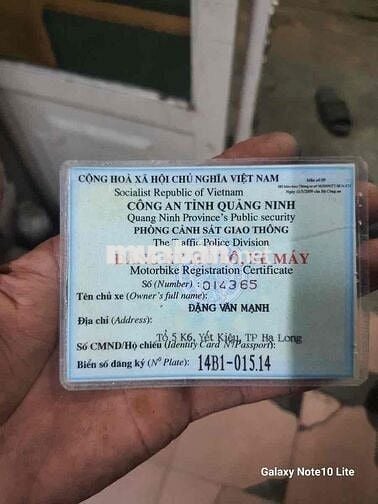 CỘNG HOÀ XÃ HỘI CHỦ NGHĨA VIỆT NAM
Socialist Republic of Vietnam
CÔNG AN TỈNH QUẢNG NINH
Quang Ninh Province's Public security
PHÒNG CẢNH SÁT GIAO THÔNG
The Traffic Police Division
MÁY
Motorbike Registration Certificate
Số (Number): 014365
Tên chủ xe (Owner's full name):
ĐẶNG VĂN MẠNH
Địa chỉ (Address):
Tổ 5 K6, Yết Kiêu, TP Hạ Long
Số CMND/Hộ chiếu (Identity Card N°/Passport):
Biển số đăng ký (N° Plate): 14B1-015.14
Galaxy Note10 Lite